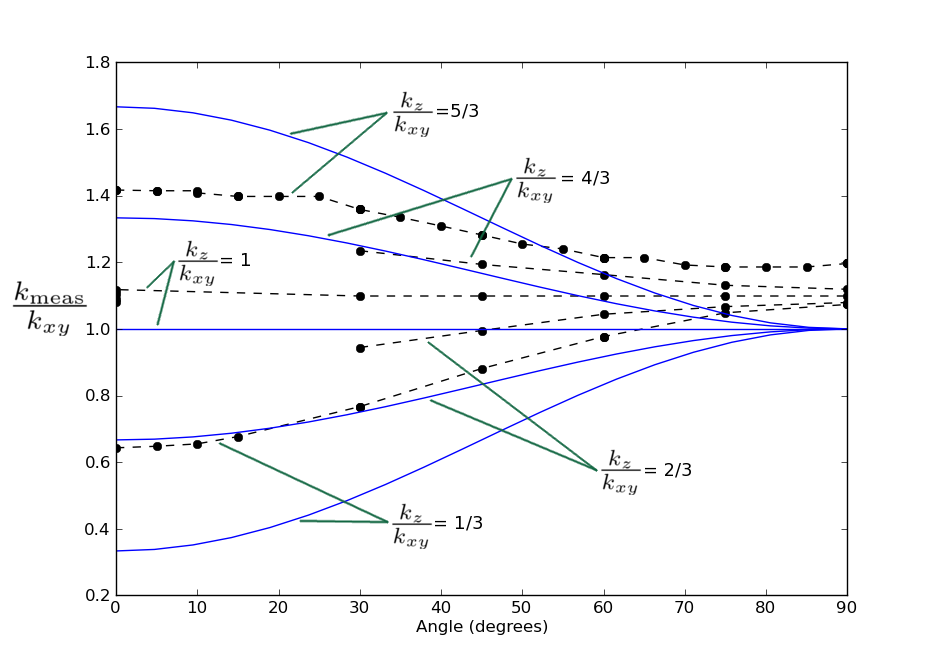 1.8
k_z/k_xy =5/3
1.6
k_z/k_xy = 4/3
1.4
k_z/k_xy = 1
1.2
k_meas/k_xy
1.0
0.8
k_z/k_xy = 2/3
0.6
k_z/k_xy = 1/3
0.4
0.2
0 10 20 30 40 50 60 70 80 90
Angle (degrees)